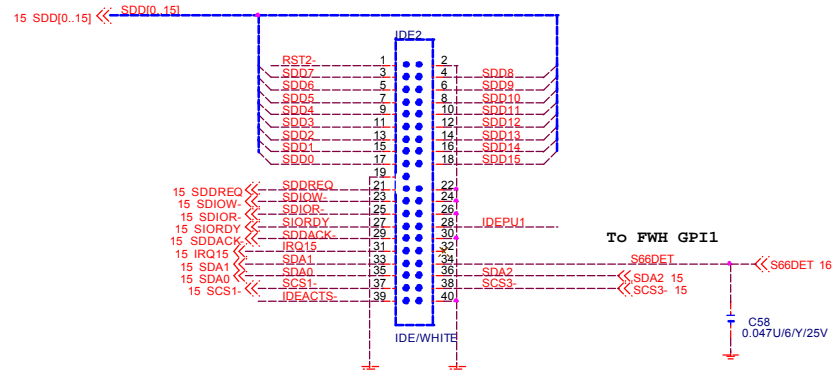 SDD[0..15]
15 SDD[0..15]
IDE2
RST2- 1 2
SDD7 3 4 SDD8
SDD6 5 6 SDD9
SDD5 7 8 SDD10
SDD4 9 10 SDD11
SDD3 11 12 SDD12
SDD2 13 14 SDD13
SDD1 15 16 SDD14
SDD0 17 18 SDD15
19
15 SDDREQ SDDREQ 21 22
15 SDIOW- SDIOW- 23 24
15 SDIOR- SDIOR- 25 26
15 SIORDY SIORDY 27 28 IDEPU1
15 SDDACK- SDDACK- 29 30
To FWH GPI1
15 IRQ15 IRQ15 31 32
15 SDA1 SDA1 33 34 S66DET S66DET 16
15 SDA0 SDA0 35 36 SDA2 SDA2 15
15 SCS1- SCS1- 37 38 SCS3- SCS3- 15
IDEACTS- 39 40
C58
0.047U/6/Y/25V
IDE/WHITE